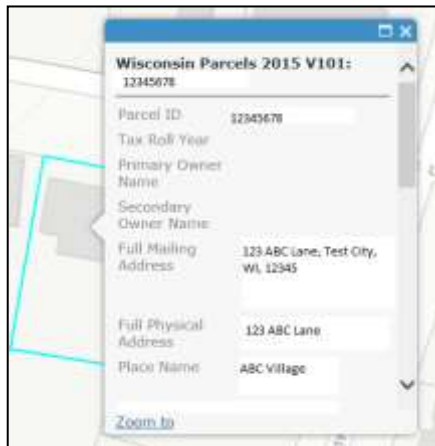 Wisconsin Parcels 2015 V101:
12345678
Parcel ID 12345678
Tax Roll Year
Primary Owner
Name
Secondary
Owner Name
Full Mailing 123 ABC Lane, Test City,
Address WI, 12345
Full Physical
Address 123 ABC Lane
Place Name ABC Village
Zoom to